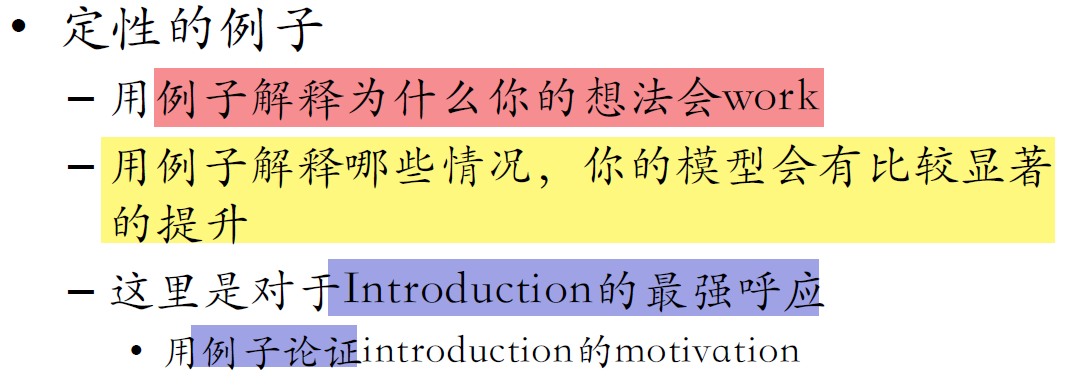 • 定性的例子
– 用例子解释为什么你的想法会work
– 用例子解释哪些情况，你的模型会有比较显著
的提升
– 这里是对于Introduction的最强呼应
• 用例子论证introduction的motivation